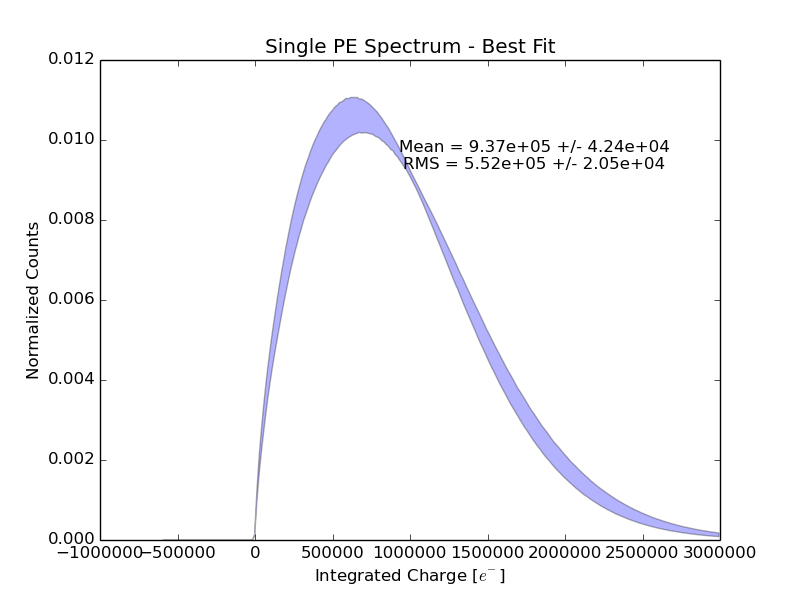 Single PE Spectrum - Best Fit
0.012
0.010
0.008
0.006
0.004
0.002
0.000
Normalized Counts
Mean = 9.37e+05 +/- 4.24e+04
RMS = 5.52e+05 +/- 2.05e+04
−1000000 −500000 0 500000 1000000 1500000 2000000 2500000 3000000
Integrated Charge [e⁻]